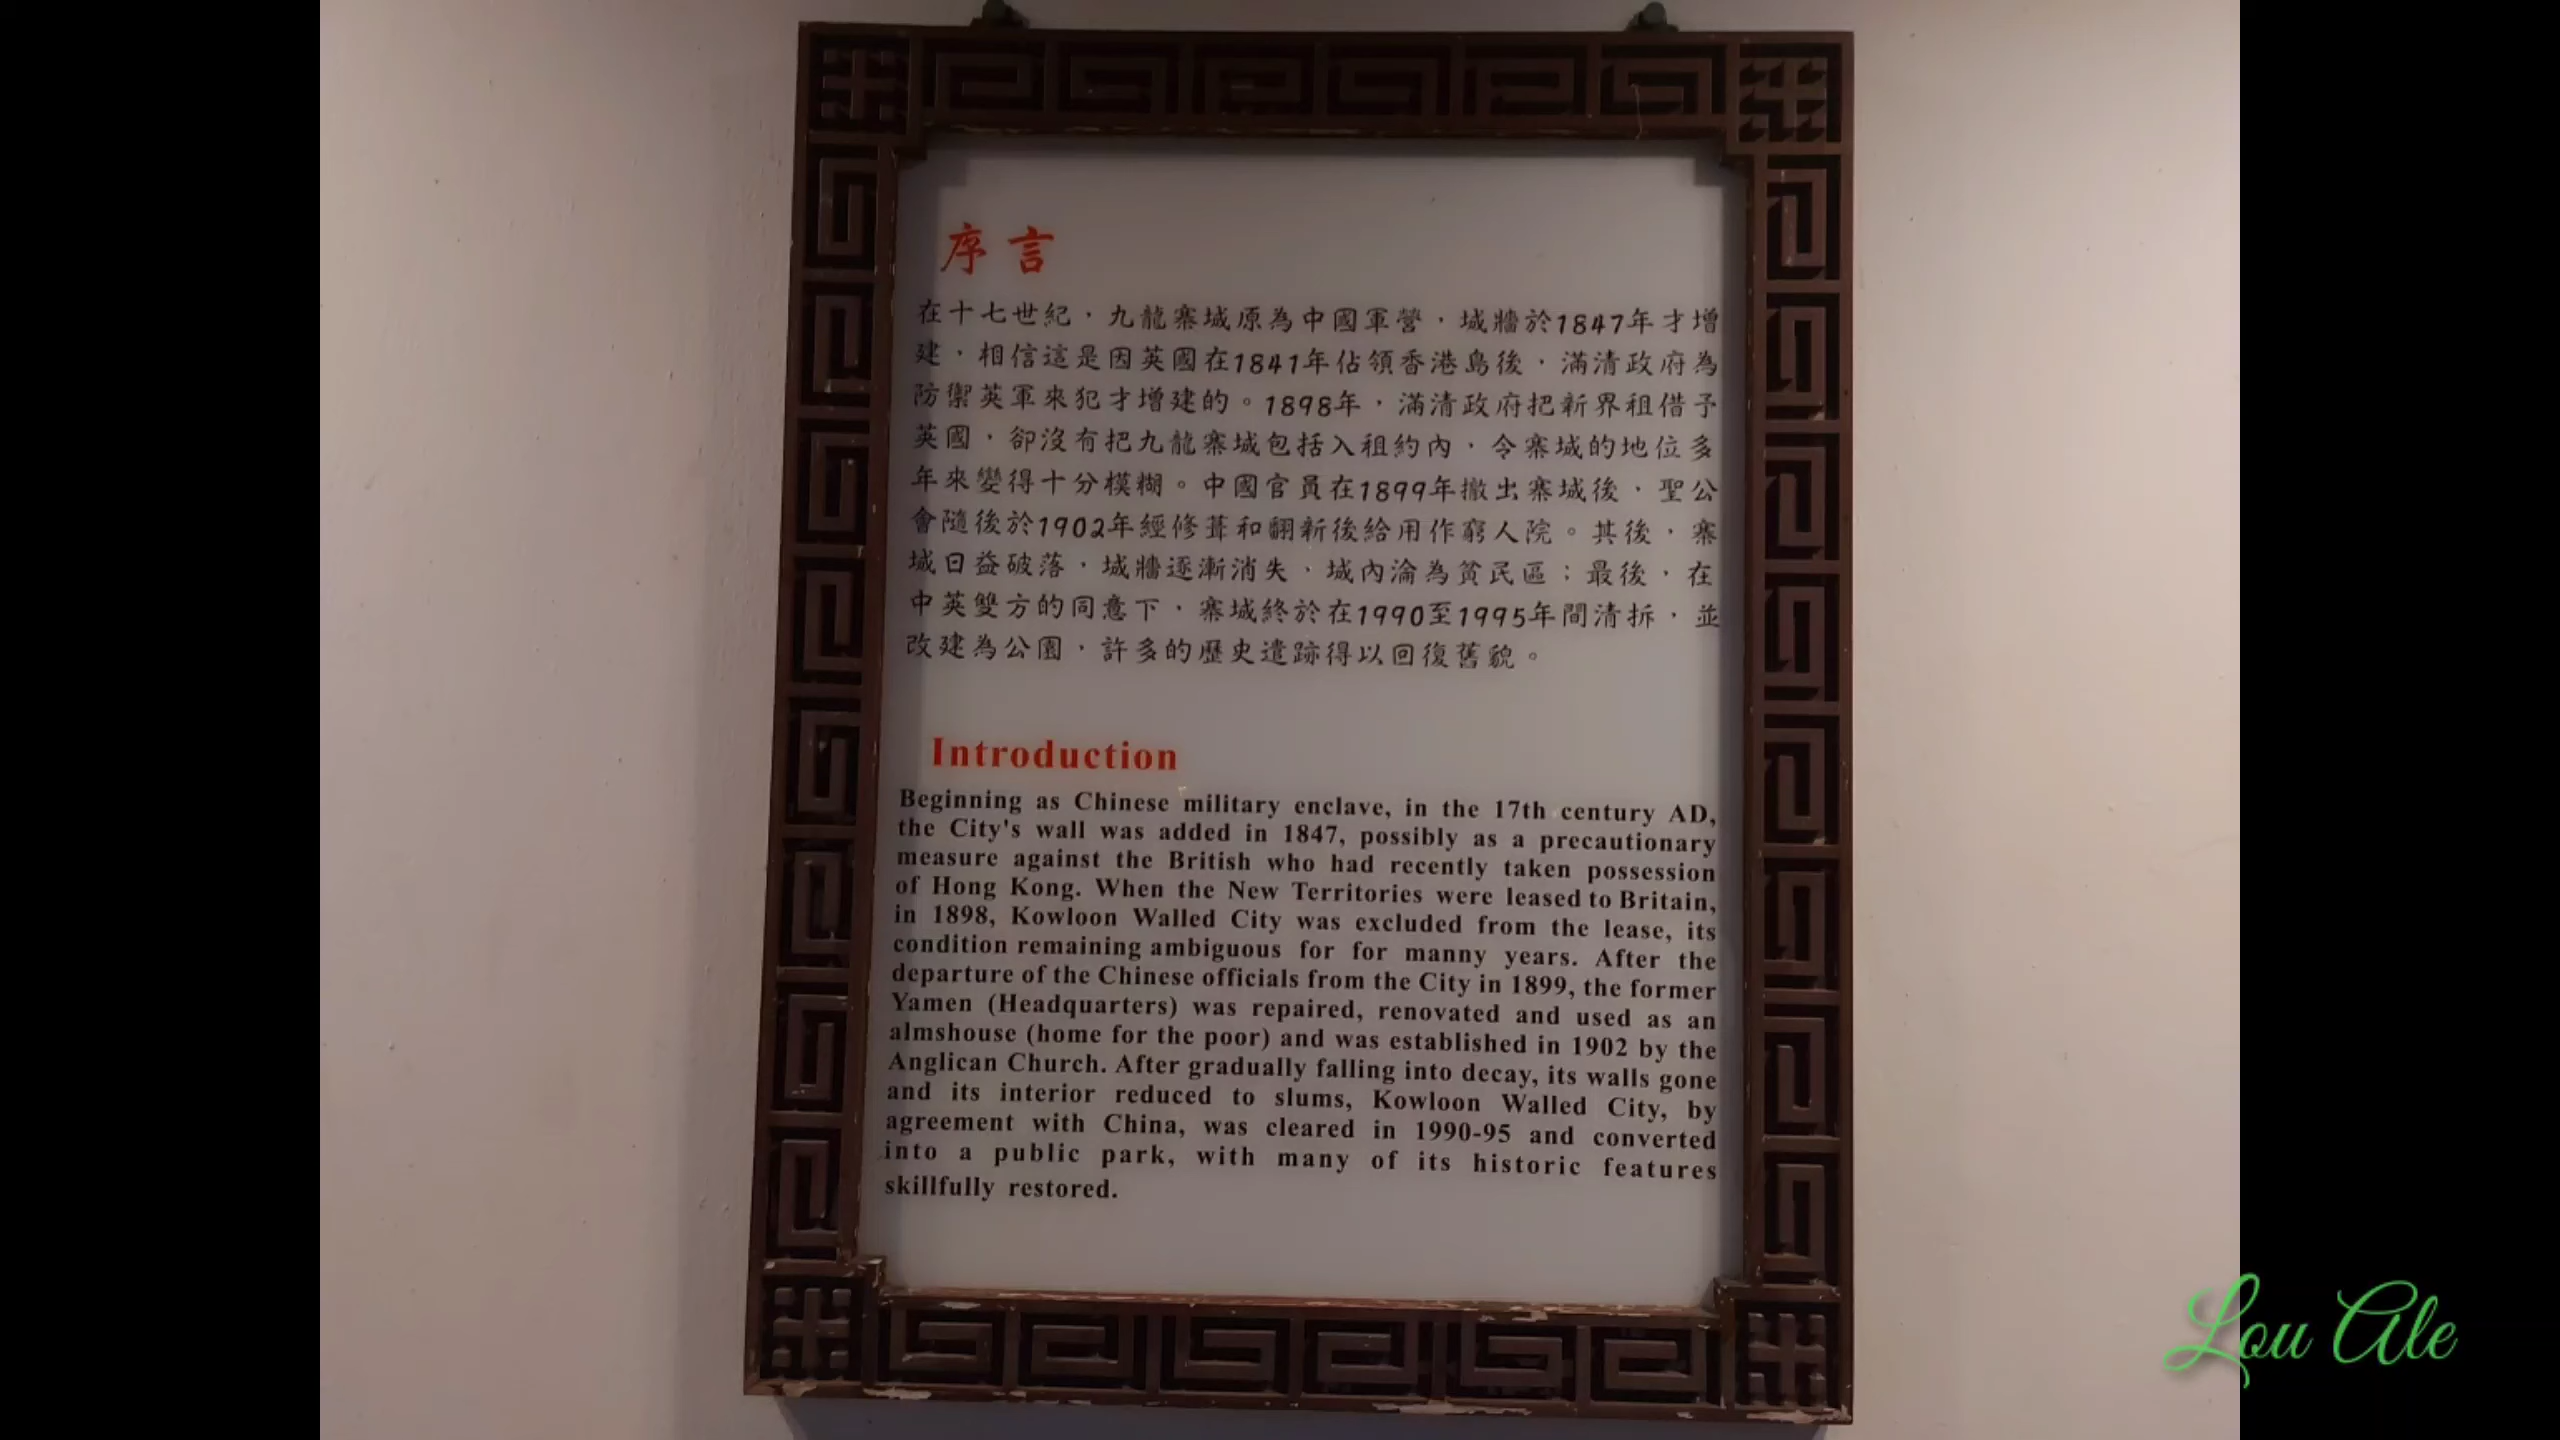 序言
在十七世紀，九龍寨城原為中國軍營，城牆於1847年才增
建，相信這是因英國在1841年佔領香港島後，滿清政府為
防禦英軍來犯才增建的。1898年，滿清政府把新界租借予
英國，卻沒有把九龍寨城包括入租約內，令寨城的地位多
年來變得十分模糊。中國官員在1899年撤出寨城後，聖公
會隨後於1902年經修葺和翻新後給用作窮人院。其後，寨
城日益破落，城牆逐漸消失，城內淪為貧民區；最後，在
中英雙方的同意下，寨城終於在1990至1995年間清拆，並
改建為公園，許多的歷史遺跡得以回復舊貌。
Introduction
Beginning as Chinese military enclave, in the 17th century AD,
the City's wall was added in 1847, possibly as a precautionary
measure against the British who had recently taken possession
of Hong Kong. When the New Territories were leased to Britain,
in 1898, Kowloon Walled City was excluded from the lease, its
condition remaining ambiguous for for manny years. After the
departure of the Chinese officials from the City in 1899, the former
Yamen (Headquarters) was repaired, renovated and used as an
almshouse (home for the poor) and was established in 1902 by the
Anglican Church. After gradually falling into decay, its walls gone
and its interior reduced to slums, Kowloon Walled City, by
agreement with China, was cleared in 1990-95 and converted
into a public park, with many of its historic features
skillfully restored.
Lou Ale